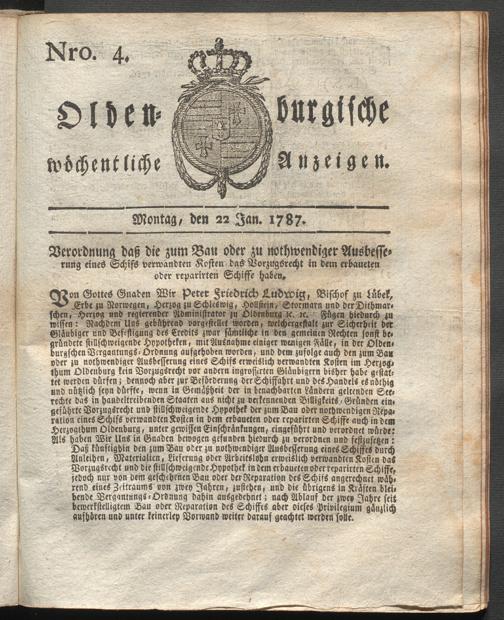 Nro. 4.
Olden- burgische
wöchentliche Anzeigen.
Montag, den 22 Jan. 1787.
Verordnung daß die zum Bau oder zu nothwendiger Ausbesse-
rung eines Schifs verwandten Kosten das Vorzugsrecht in dem erbaueten
oder reparirten Schiffe haben.
Von Gottes Gnaden Wir Peter Friedrich Ludwig, Bischof zu Lübek,
Erbe zu Norwegen, Herzog zu Schleswig, Hollstein, Stormarn und der Dithmar-
schen, Herzog und regierender Administrator zu Oldenburg ꝛc. ꝛc. Fügen hiedurch zu
wissen: Nachdem Uns gebührend vorgestellet worden, welchergestalt zur Sicherheit der
Gläubiger und Befestigung des Credits zwar sämtliche in den gemeinen Rechten sonst ge-
gründete stillschweigende Hypotheken, mit Ausnahme einiger wenigen Fälle, in der Olden-
burgschen Vergantungs-Ordnung aufgehoben worden, und dem zufolge auch den zum Bau
oder zu nothwendiger Ausbesserung eines Schifs erweislich verwandten Kosten im Herzog-
thum Oldenburg kein Vorzugsrecht vor andern ingrossirten Gläubigern bisher habe gestat-
tet werden dürfen; dennoch aber zur Beförderung der Schiffahrt und des Handels es nöthig
und nützlich seyn dürfte, wenn in Gemäßheit der in benachbarten Ländern geltenden See-
rechte das in handeltreibenden Staaten aus nicht zu verkennenden Billigkeits-Gründen ein-
geführte Vorzugsrecht und stillschweigende Hypothek der zum Bau oder nothwendigen Repa-
ration eines Schifs verwandten Kosten in dem erbaueten oder reparirten Schiffe auch in dem
Herzogthum Oldenburg, unter gewissen Einschränkungen, eingeführt und verordnet würde:
Als haben Wir Uns in Gnaden bewogen gefunden hiedurch zu verordnen und festzusetzen:
Daß künftighin den zum Bau oder zu nothwendiger Ausbesserung eines Schiffes durch
Anleihen, Materialien, Lieferung oder Arbeitslohn erweislich verwandten Kosten das
Vorzugsrecht und die stillschweigende Hypothek in dem erbaueten oder reparirten Schiffe,
jedoch nur von dem geschehenen Bau oder der Reparation des Schifs angerechnet wäh-
rend eines Zeitraums von zwey Jahren, zustehen, und die übrigens in Kräften blei-
bende Vergantungs-Ordnung dahin ausgedehnet; nach Ablauf der zwey Jahre seit
bewerkstelligtem Bau oder Reparation des Schiffes aber dieses Privilegium gänzlich
aufhören und unter keinerley Vorwand weiter darauf geachtet werden solle.